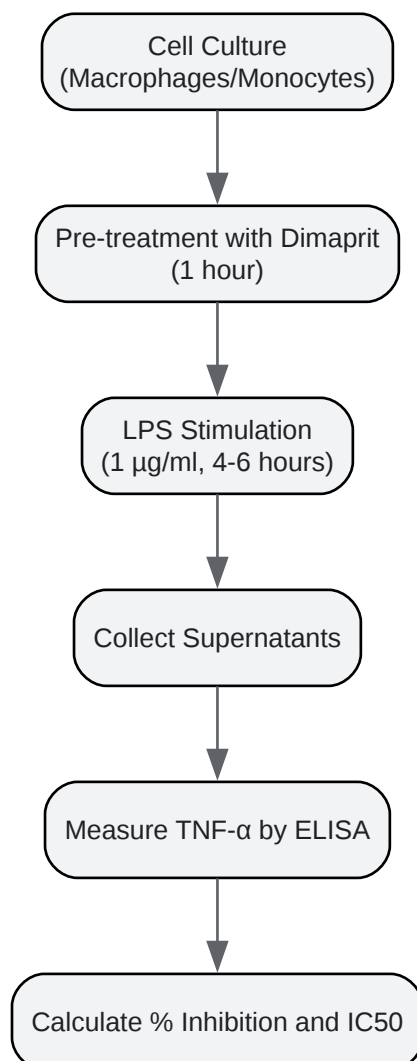 Cell Culture
(Macrophages/Monocytes)
Pre-treatment with Dimaprit
(1 hour)
LPS Stimulation
(1 µg/ml, 4-6 hours)
Collect Supernatants
Measure TNF-α by ELISA
Calculate % Inhibition and IC50